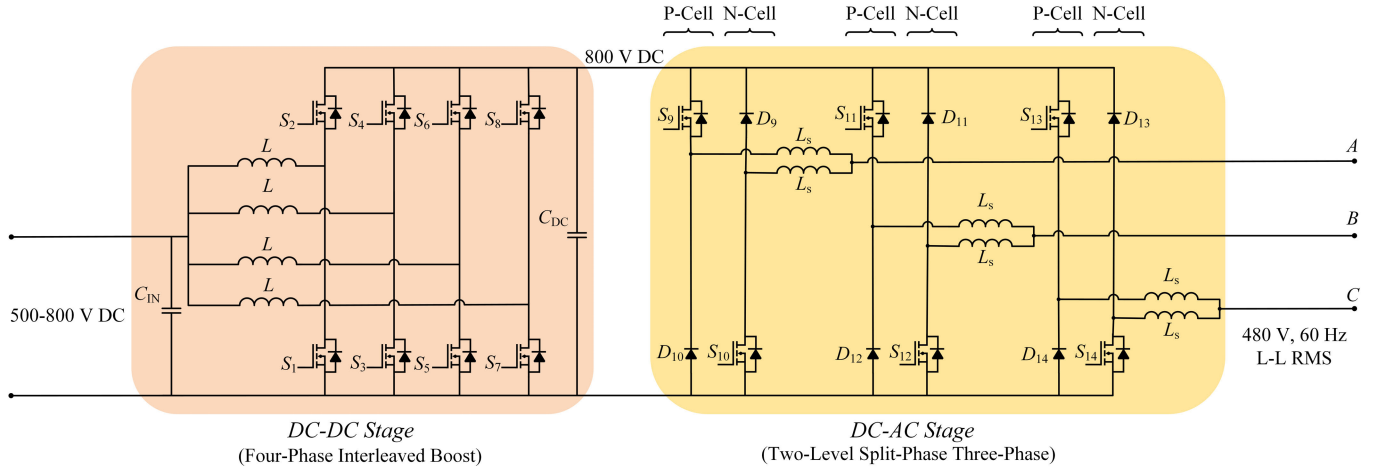 P-Cell N-Cell P-Cell N-Cell P-Cell N-Cell
800 V DC
S2 S4 S6 S8 S9 D9 S11 D11 S13 D13
L
Ls
A
L
Ls
Ls
B
CDC
L
Ls
L
Ls
CIN
C
500-800 V DC
Ls
480 V, 60 Hz
L-L RMS
S1 S3 S5 S7 D10 S10 D12 S12 D14 S14
DC-DC Stage
(Four-Phase Interleaved Boost)
DC-AC Stage
(Two-Level Split-Phase Three-Phase)